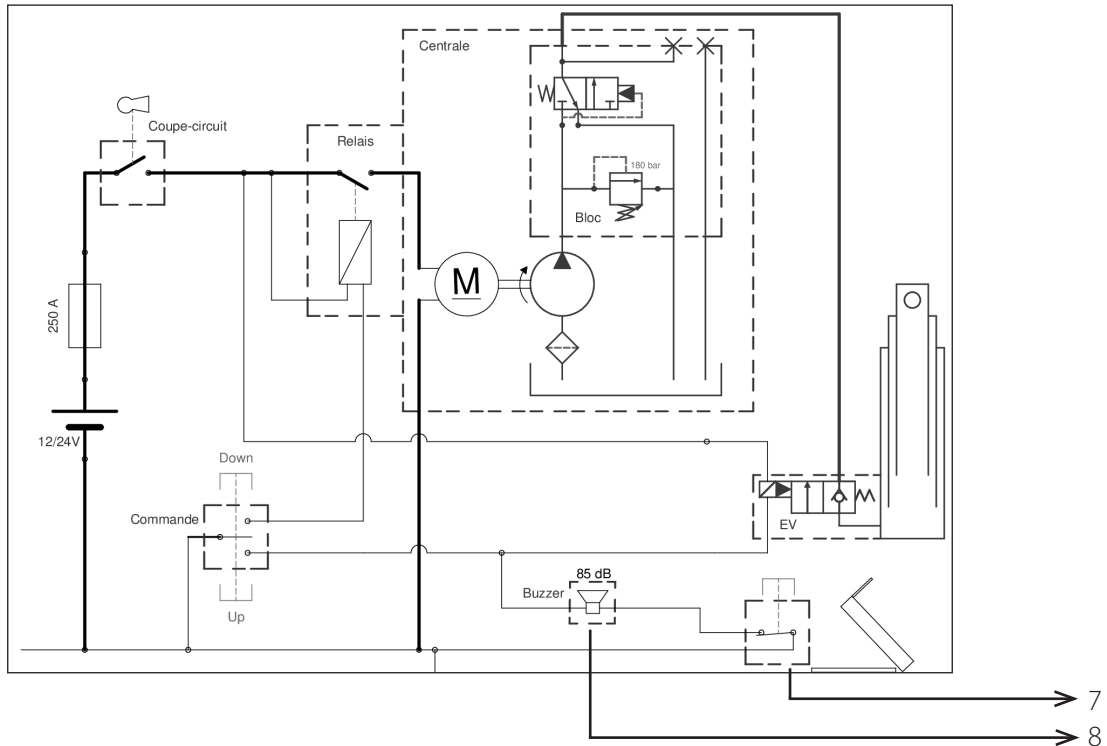 Centrale
Coupe-circuit
Relais
180 bar
Bloc
M
250 A
12/24V
Down
Commande
EV
85 dB
Buzzer
Up
7
8